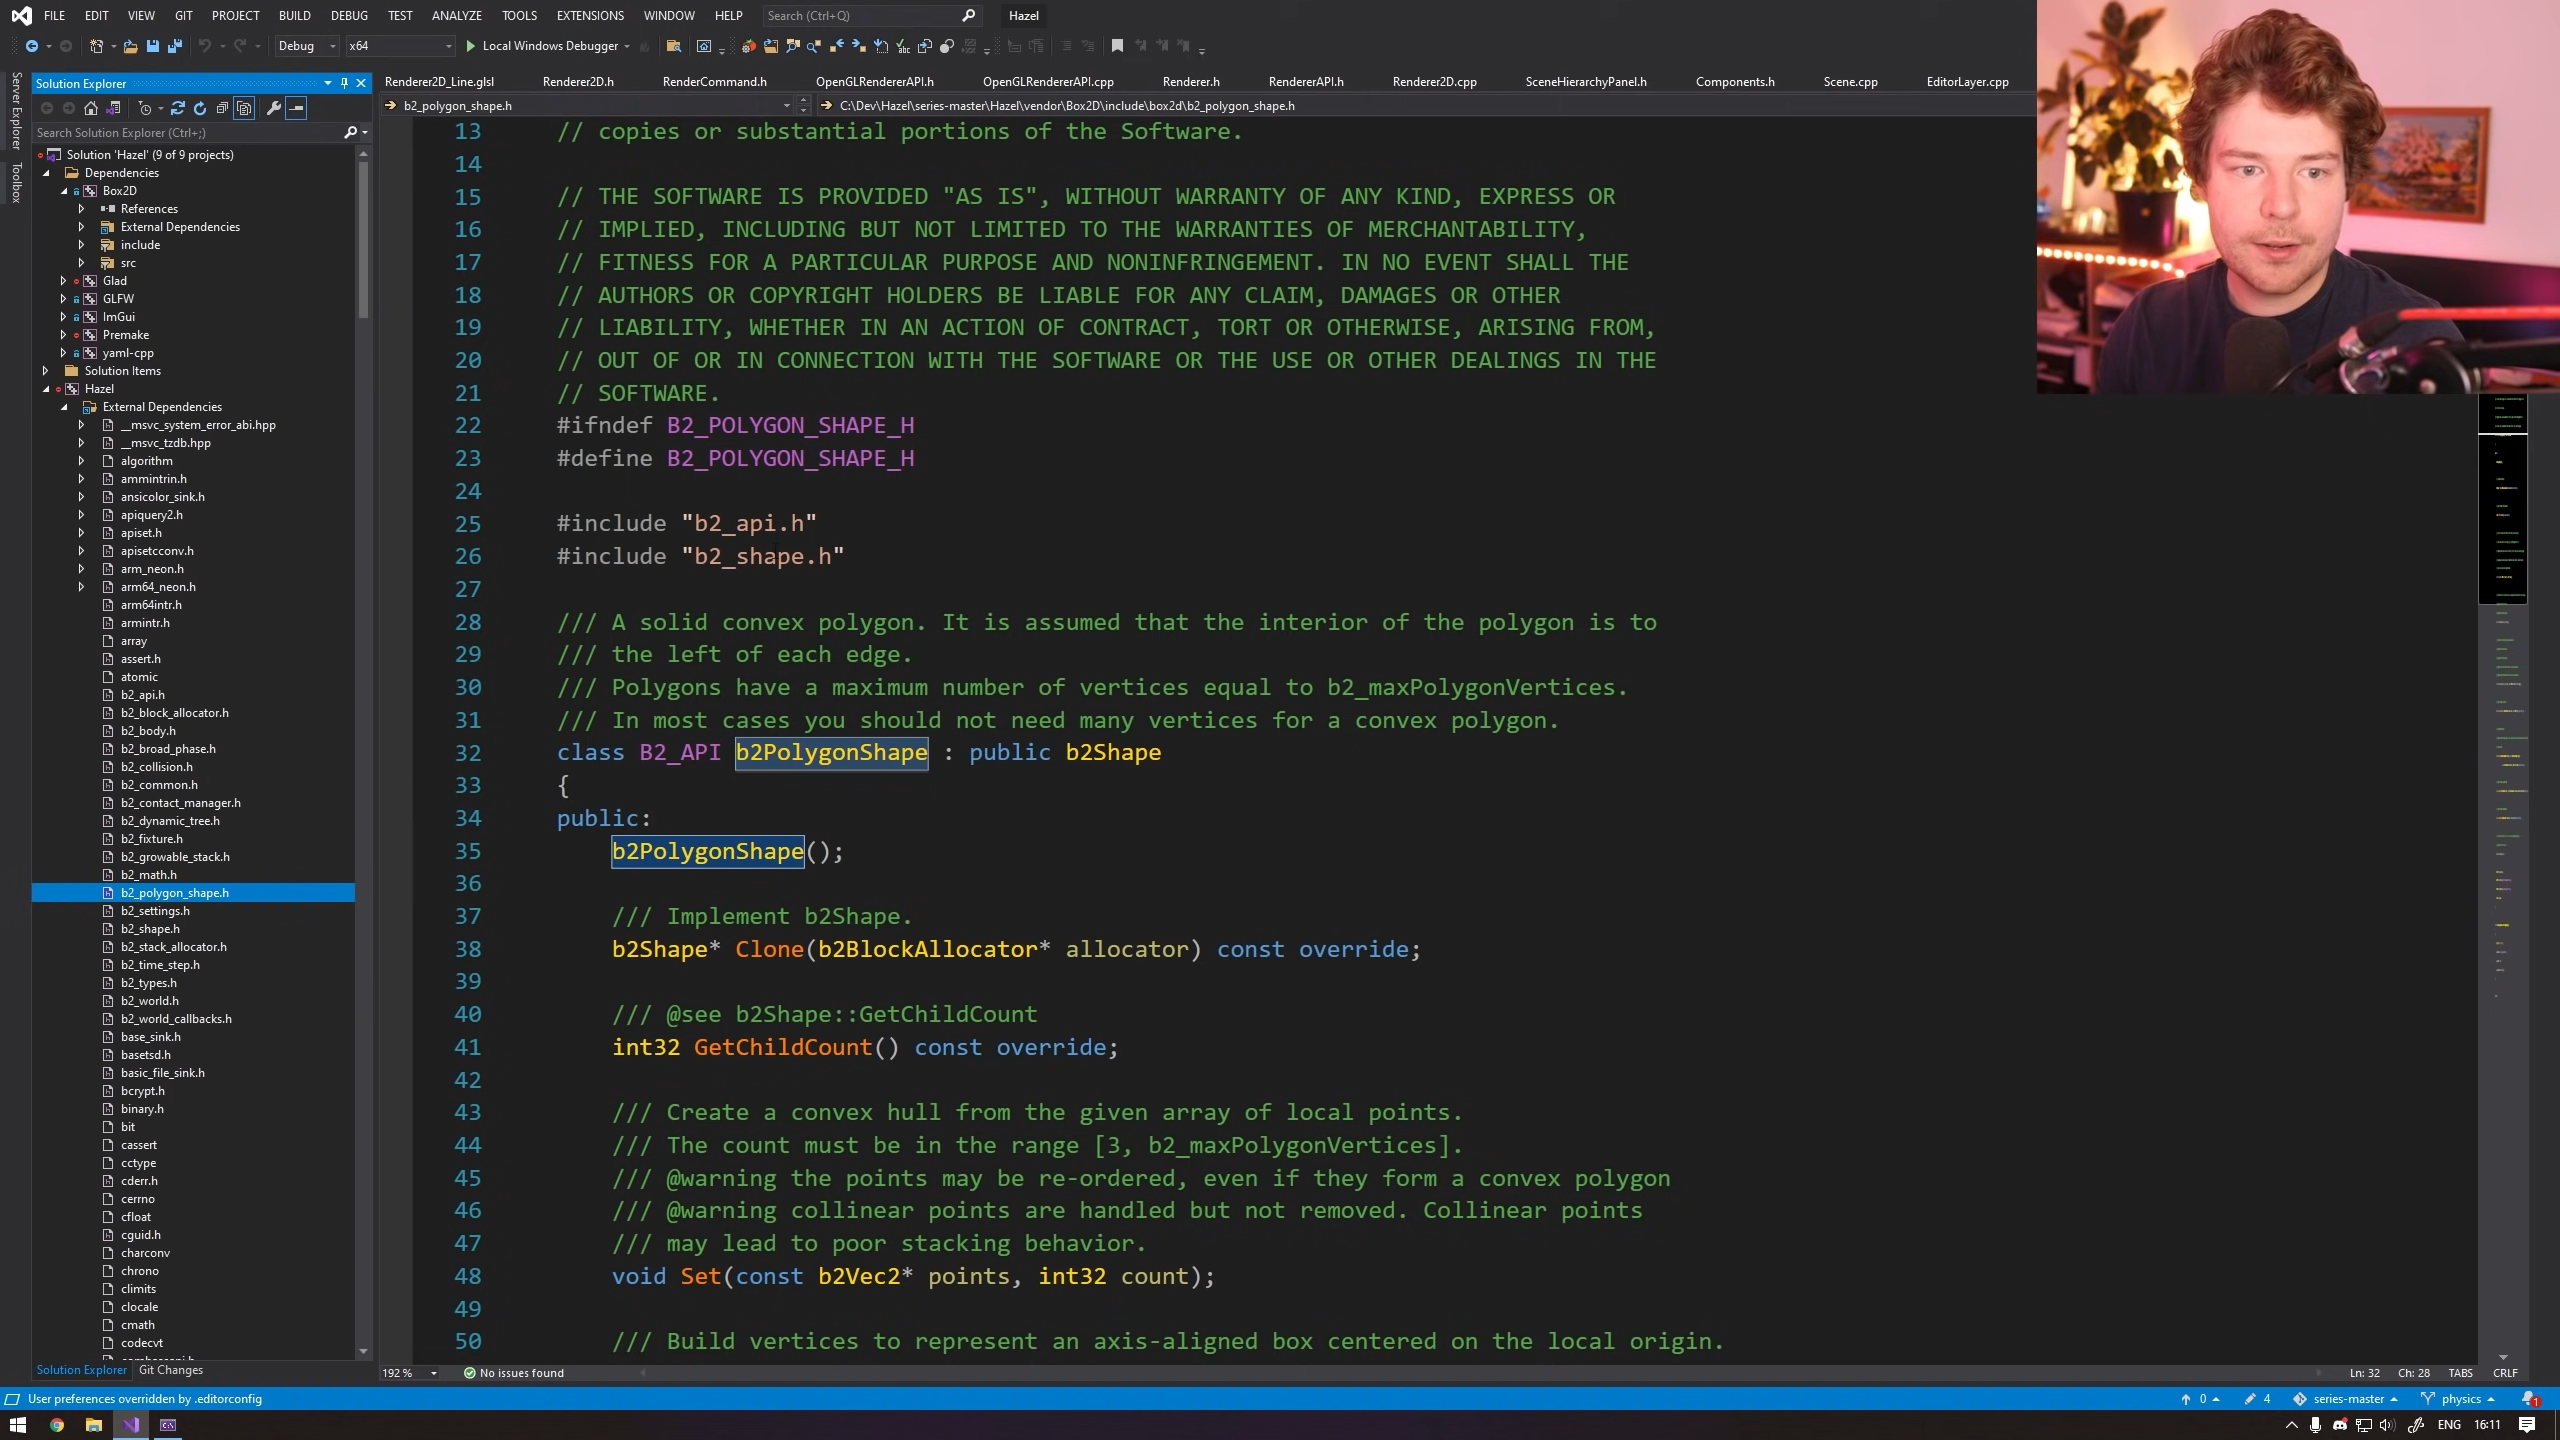 FILE EDIT VIEW GIT PROJECT BUILD DEBUG TEST ANALYZE TOOLS EXTENSIONS WINDOW HELP Search (Ctrl+Q) Hazel
Debug x64 Local Windows Debugger
Server Explorer
Toolbox
Solution Explorer
Search Solution Explorer (Ctrl+;)
Solution 'Hazel' (9 of 9 projects)
Dependencies
Box2D
References
External Dependencies
include
src
Glad
GLFW
ImGui
Premake
yaml-cpp
Solution Items
Hazel
External Dependencies
__msvc_system_error_abi.hpp
__msvc_tzdb.hpp
algorithm
ammintrin.h
ansicolor_sink.h
apiquery2.h
apiset.h
apisetcconv.h
arm_neon.h
arm64_neon.h
arm64intr.h
armintr.h
array
assert.h
atomic
b2_api.h
b2_block_allocator.h
b2_body.h
b2_broad_phase.h
b2_collision.h
b2_common.h
b2_contact_manager.h
b2_dynamic_tree.h
b2_fixture.h
b2_growable_stack.h
b2_math.h
b2_polygon_shape.h
b2_settings.h
b2_shape.h
b2_stack_allocator.h
b2_time_step.h
b2_types.h
b2_world.h
b2_world_callbacks.h
base_sink.h
basetsd.h
basic_file_sink.h
bcrypt.h
binary.h
bit
cassert
cctype
cderr.h
cerrno
cfloat
cguid.h
charconv
chrono
climits
clocale
cmath
codecvt
Solution Explorer Git Changes
Renderer2D_Line.glsl Renderer2D.h RenderCommand.h OpenGLRendererAPI.h OpenGLRendererAPI.cpp Renderer.h RendererAPI.h Renderer2D.cpp SceneHierarchyPanel.h Components.h Scene.cpp EditorLayer.cpp
b2_polygon_shape.h C:\Dev\Hazel\series-master\Hazel\vendor\Box2D\include\box2d\b2_polygon_shape.h
13 // copies or substantial portions of the Software.
14
15 // THE SOFTWARE IS PROVIDED "AS IS", WITHOUT WARRANTY OF ANY KIND, EXPRESS OR
16 // IMPLIED, INCLUDING BUT NOT LIMITED TO THE WARRANTIES OF MERCHANTABILITY,
17 // FITNESS FOR A PARTICULAR PURPOSE AND NONINFRINGEMENT. IN NO EVENT SHALL THE
18 // AUTHORS OR COPYRIGHT HOLDERS BE LIABLE FOR ANY CLAIM, DAMAGES OR OTHER
19 // LIABILITY, WHETHER IN AN ACTION OF CONTRACT, TORT OR OTHERWISE, ARISING FROM,
20 // OUT OF OR IN CONNECTION WITH THE SOFTWARE OR THE USE OR OTHER DEALINGS IN THE
21 // SOFTWARE.
22 #ifndef B2_POLYGON_SHAPE_H
23 #define B2_POLYGON_SHAPE_H
24
25 #include "b2_api.h"
26 #include "b2_shape.h"
27
28 /// A solid convex polygon. It is assumed that the interior of the polygon is to
29 /// the left of each edge.
30 /// Polygons have a maximum number of vertices equal to b2_maxPolygonVertices.
31 /// In most cases you should not need many vertices for a convex polygon.
32 class B2_API b2PolygonShape : public b2Shape
33 {
34 public:
35 b2PolygonShape();
36
37 /// Implement b2Shape.
38 b2Shape* Clone(b2BlockAllocator* allocator) const override;
39
40 /// @see b2Shape::GetChildCount
41 int32 GetChildCount() const override;
42
43 /// Create a convex hull from the given array of local points.
44 /// The count must be in the range [3, b2_maxPolygonVertices].
45 /// @warning the points may be re-ordered, even if they form a convex polygon
46 /// @warning collinear points are handled but not removed. Collinear points
47 /// may lead to poor stacking behavior.
48 void Set(const b2Vec2* points, int32 count);
49
50 /// Build vertices to represent an axis-aligned box centered on the local origin.
192 % No issues found Ln: 32 Ch: 28 TABS CRLF
User preferences overridden by .editorconfig 0 4 series-master physics 1
ENG 16:11